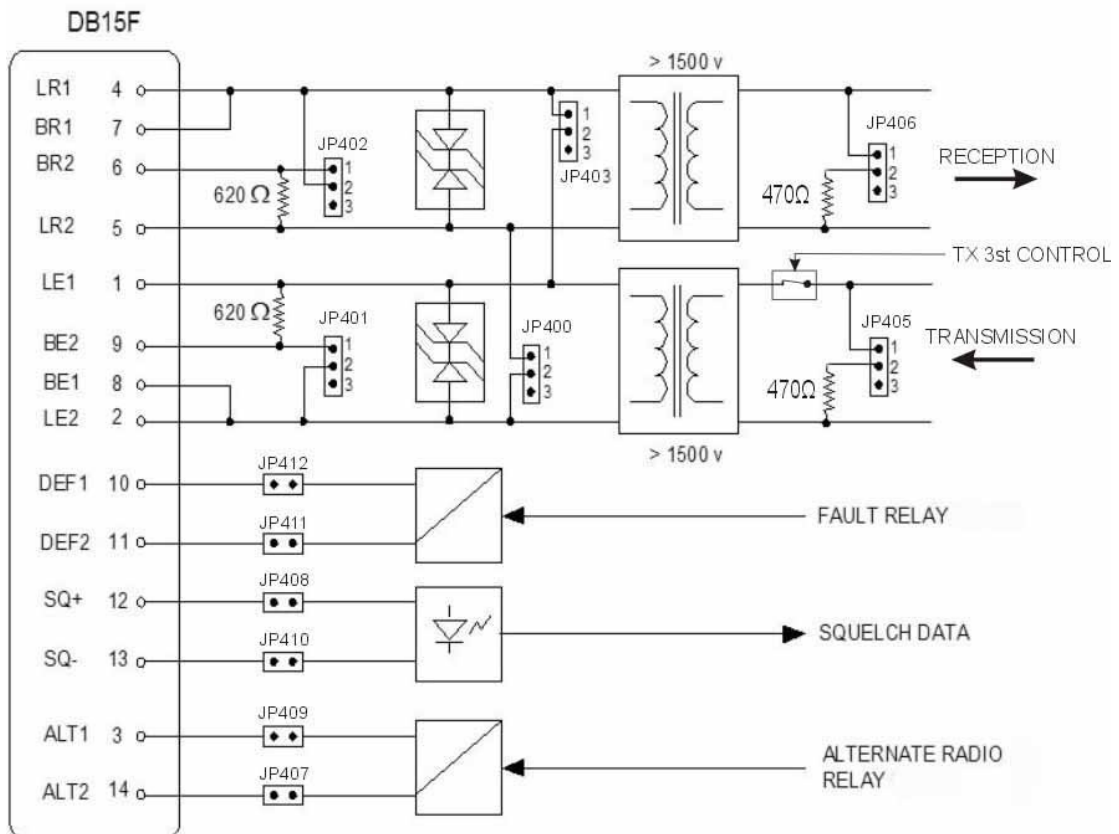 DB15F
> 1500 v
LR1 4
BR1 7
BR2 6
LR2 5
LE1 1
BE2 9
BE1 8
LE2 2
DEF1 10
DEF2 11
SQ+ 12
SQ- 13
ALT1 3
ALT2 14
620 Ω
JP402
1
2
3
JP403
1
2
3
JP406
1
2
3
470Ω
RECEPTION
TX 3st CONTROL
620 Ω
JP401
1
2
3
JP400
1
2
3
JP405
1
2
3
470Ω
TRANSMISSION
> 1500 v
JP412
JP411
FAULT RELAY
JP408
JP410
SQUELCH DATA
JP409
JP407
ALTERNATE RADIO
RELAY